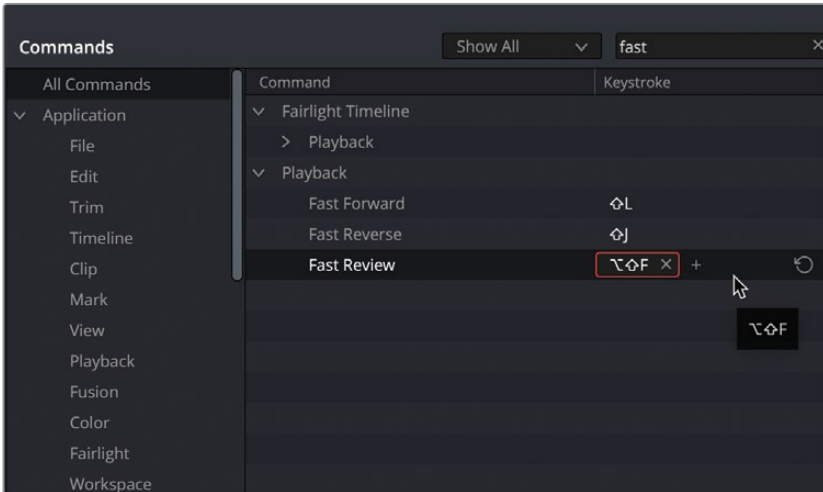 Commands
Show All
fast
All Commands
Application
File
Edit
Trim
Timeline
Clip
Mark
View
Playback
Fusion
Color
Fairlight
Workspace
Command Keystroke
Fairlight Timeline
Playback
Playback
Fast Forward ⇧L
Fast Reverse ⇧J
Fast Review ⌥⇧F
⌥⇧F